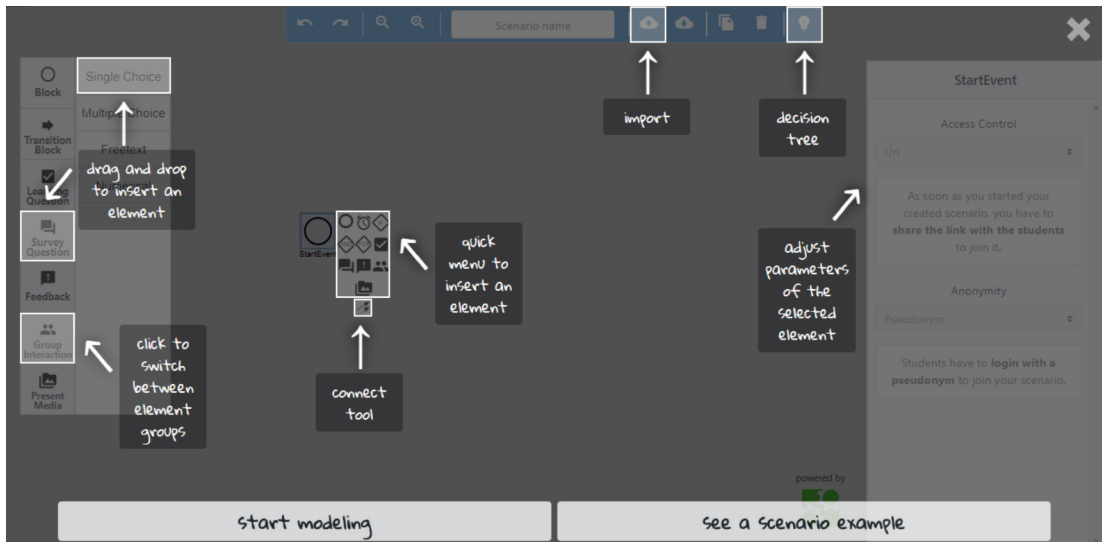 Scenario name
Block
Transition
Block
Learning
Question
Survey
Question
Feedback
Group
Interaction
Present
Media
Single Choice
Multiple Choice
Freetext
Numerical
drag and drop
to insert an
element
click to
switch
between
element
groups
StartEvent
quick
menu to
insert an
element
connect
tool
import
decision
tree
adjust
parameters
of the
selected
element
StartEvent
Access Control
Url
As soon as you started your
created scenario, you have to
share the link with the students
to join it.
Anonymity
Pseudonym
Students have to login with a
pseudonym to join your scenario.
powered by
start modeling
see a scenario example